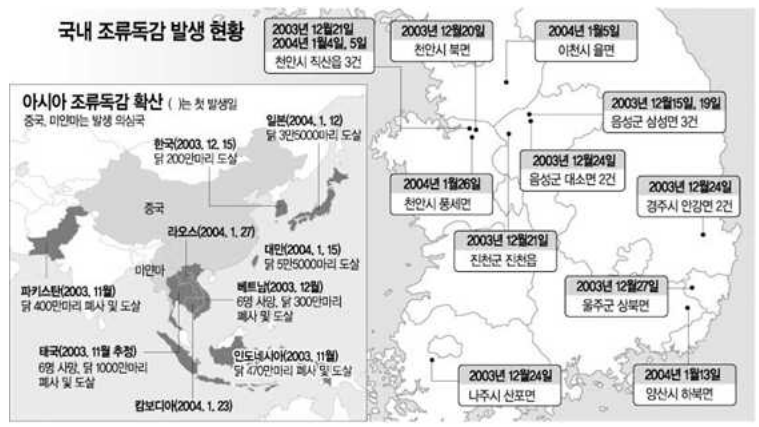 국내 조류독감 발생 현황
2003년 12월21일
2004년 1월4일, 5일
천안시 직산읍 3건
2003년 12월20일
천안시 북면
2004년 1월5일
이천시 율면
2003년 12월15일, 19일
음성군 삼성면 3건
2003년 12월24일
음성군 대소면 2건
2004년 1월26일
천안시 풍세면
2003년 12월24일
경주시 안강면 2건
2003년 12월21일
진천군 진천읍
2003년 12월27일
울주군 상북면
2003년 12월24일
나주시 산포면
2004년 1월13일
양산시 하북면
아시아 조류독감 확산 ( )는 첫 발생일
중국, 미얀마는 발생 의심국
일본(2004. 1. 12)
닭 3만5000마리 도살
한국(2003. 12. 15)
닭 200만마리 도살
중국
라오스(2004. 1. 27)
대만(2004. 1. 15)
닭 5만5000마리 도살
미얀마
파키스탄(2003. 11월)
닭 400만마리 폐사 및 도살
베트남(2003. 12월)
6명 사망, 닭 300만마리
폐사 및 도살
태국(2003. 11월 추정)
6명 사망, 닭 1000만마리
폐사 및 도살
인도네시아(2003. 11월)
닭 470만마리 폐사 및 도살
캄보디아(2004. 1. 23)